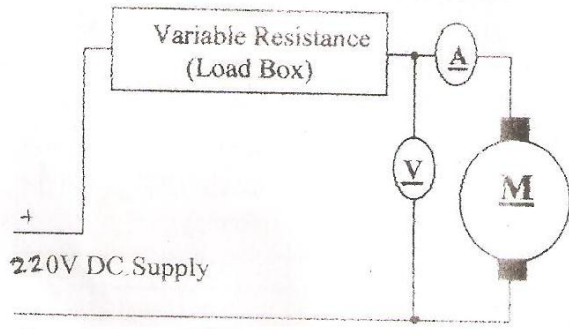 Variable Resistance
(Load Box)
A
V
M
+
220V DC Supply